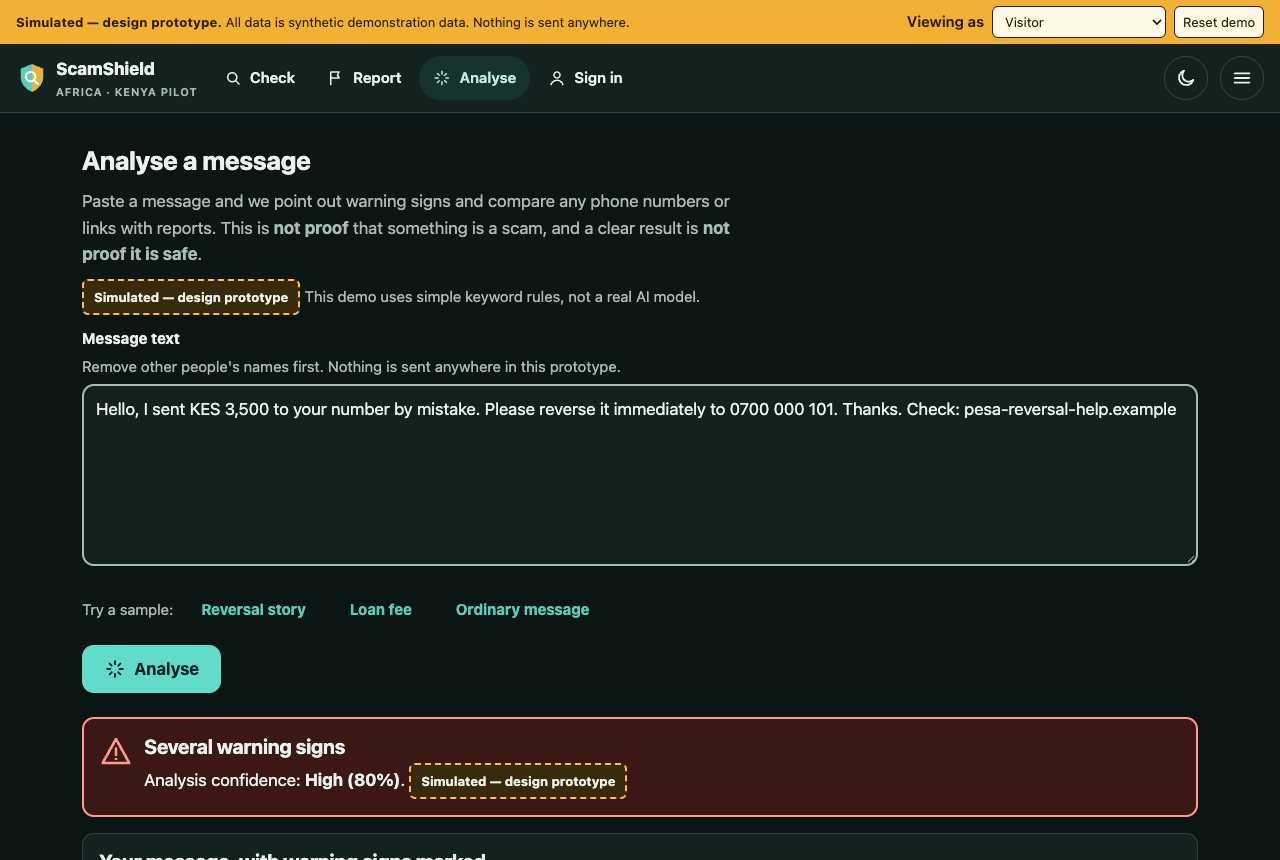 Simulated — design prototype. All data is synthetic demonstration data. Nothing is sent anywhere.
Viewing as
Visitor
Reset demo
ScamShield
AFRICA · KENYA PILOT
Check
Report
Analyse
Sign in
Analyse a message
Paste a message and we point out warning signs and compare any phone numbers or
links with reports. This is not proof that something is a scam, and a clear result is not
proof it is safe.
Simulated — design prototype This demo uses simple keyword rules, not a real AI model.
Message text
Remove other people's names first. Nothing is sent anywhere in this prototype.
Hello, I sent KES 3,500 to your number by mistake. Please reverse it immediately to 0700 000 101. Thanks. Check: pesa-reversal-help.example
Try a sample:
Reversal story
Loan fee
Ordinary message
Analyse
Several warning signs
Analysis confidence: High (80%). Simulated — design prototype
Your message, with warning signs marked